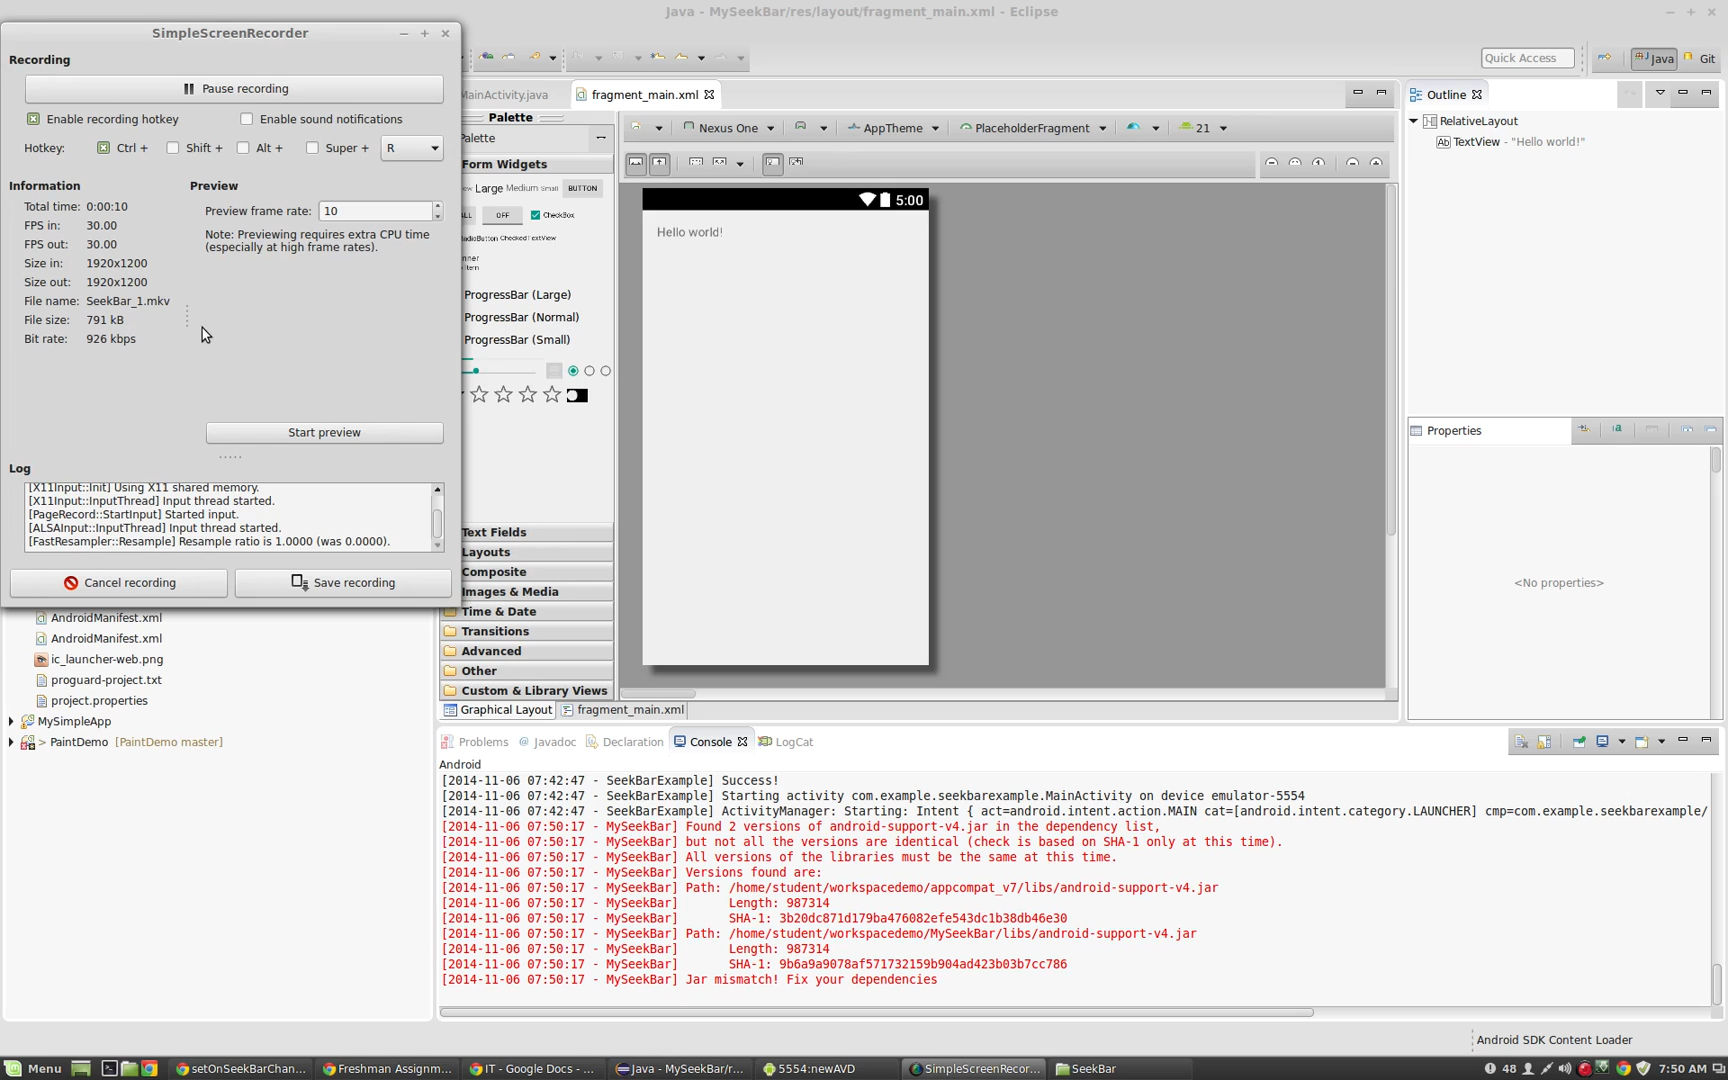 Java - MySeekBar/res/layout/fragment_main.xml - Eclipse
SimpleScreenRecorder
Recording
Pause recording
Enable recording hotkey
Enable sound notifications
Hotkey:
Ctrl +
Shift +
Alt +
Super +
R
Information
Total time: 0:00:10
FPS in: 30.00
FPS out: 30.00
Size in: 1920x1200
Size out: 1920x1200
File name: SeekBar_1.mkv
File size: 791 kB
Bit rate: 926 kbps
Preview
Preview frame rate: 10
Note: Previewing requires extra CPU time
(especially at high frame rates).
Start preview
Log
[X11Input::Init] Using X11 shared memory.
[X11Input::InputThread] Input thread started.
[PageRecord::StartInput] Started input.
[ALSAInput::InputThread] Input thread started.
[FastResampler::Resample] Resample ratio is 1.0000 (was 0.0000).
Cancel recording
Save recording
AndroidManifest.xml
AndroidManifest.xml
ic_launcher-web.png
proguard-project.txt
project.properties
MySimpleApp
> PaintDemo [PaintDemo master]
Quick Access
Java
Git
MainActivity.java
fragment_main.xml
Palette
Palette
Form Widgets
Large Medium Small BUTTON
OFF CheckBox
RadioButton CheckedTextView
ProgressBar (Large)
ProgressBar (Normal)
ProgressBar (Small)
Text Fields
Layouts
Composite
Images & Media
Time & Date
Transitions
Advanced
Other
Custom & Library Views
Graphical Layout
fragment_main.xml
Nexus One
AppTheme
PlaceholderFragment
21
5:00
Hello world!
Outline
RelativeLayout
Ab TextView - "Hello world!"
Properties
<No properties>
Problems
@ Javadoc
Declaration
Console
LogCat
Android
[2014-11-06 07:42:47 - SeekBarExample] Success!
[2014-11-06 07:42:47 - SeekBarExample] Starting activity com.example.seekbarexample.MainActivity on device emulator-5554
[2014-11-06 07:42:47 - SeekBarExample] ActivityManager: Starting: Intent { act=android.intent.action.MAIN cat=[android.intent.category.LAUNCHER] cmp=com.example.seekbarexample/
[2014-11-06 07:50:17 - MySeekBar] Found 2 versions of android-support-v4.jar in the dependency list,
[2014-11-06 07:50:17 - MySeekBar] but not all the versions are identical (check is based on SHA-1 only at this time).
[2014-11-06 07:50:17 - MySeekBar] All versions of the libraries must be the same at this time.
[2014-11-06 07:50:17 - MySeekBar] Versions found are:
[2014-11-06 07:50:17 - MySeekBar] Path: /home/student/workspacedemo/appcompat_v7/libs/android-support-v4.jar
[2014-11-06 07:50:17 - MySeekBar] Length: 987314
[2014-11-06 07:50:17 - MySeekBar] SHA-1: 3b20dc871d179ba476082efe543dc1b38db46e30
[2014-11-06 07:50:17 - MySeekBar] Path: /home/student/workspacedemo/MySeekBar/libs/android-support-v4.jar
[2014-11-06 07:50:17 - MySeekBar] Length: 987314
[2014-11-06 07:50:17 - MySeekBar] SHA-1: 9b6a9a9078af571732159b904ad423b03b7cc786
[2014-11-06 07:50:17 - MySeekBar] Jar mismatch! Fix your dependencies
Android SDK Content Loader
Menu
setOnSeekBarChan...
Freshman Assignm...
IT - Google Docs - ...
Java - MySeekBar/r...
5554:newAVD
SimpleScreenRecor...
SeekBar
48
7:50 AM